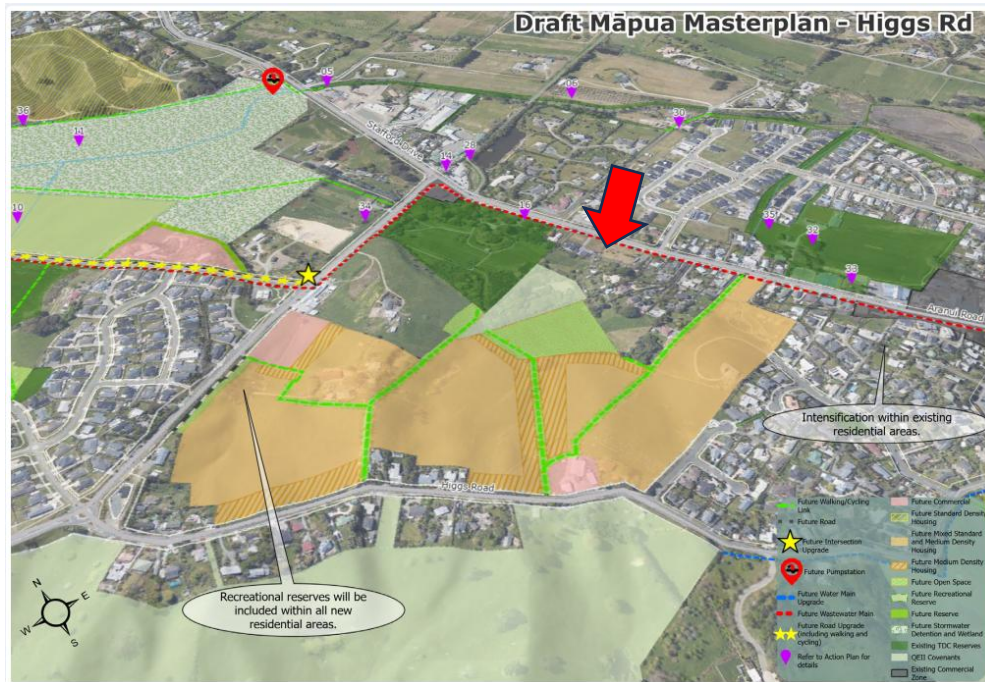 Draft Māpua Masterplan - Higgs Rd
05
06
36
11
30
Stafford Drive
14
28
10
34
16
35
32
33
Aranui Road
Intensification within existing
residential areas.
Higgs Road
Recreational reserves will be
included within all new
residential areas.
N
E
S
W
Future Walking/Cycling
Link
Future Road
Future Intersection
Upgrade
Future Pumpstation
Future Water Main
Upgrade
Future Wastewater Main
Future Road Upgrade
(including walking and
cycling)
Refer to Action Plan for
details
Future Commercial
Future Standard Density
Housing
Future Mixed Standard
and Medium Density
Housing
Future Medium Density
Housing
Future Open Space
Future Recreational
Reserve
Future Reserve
Future Stormwater
Detention and Wetland
Existing TDC Reserves
QEII Covenants
Existing Commercial
Zone